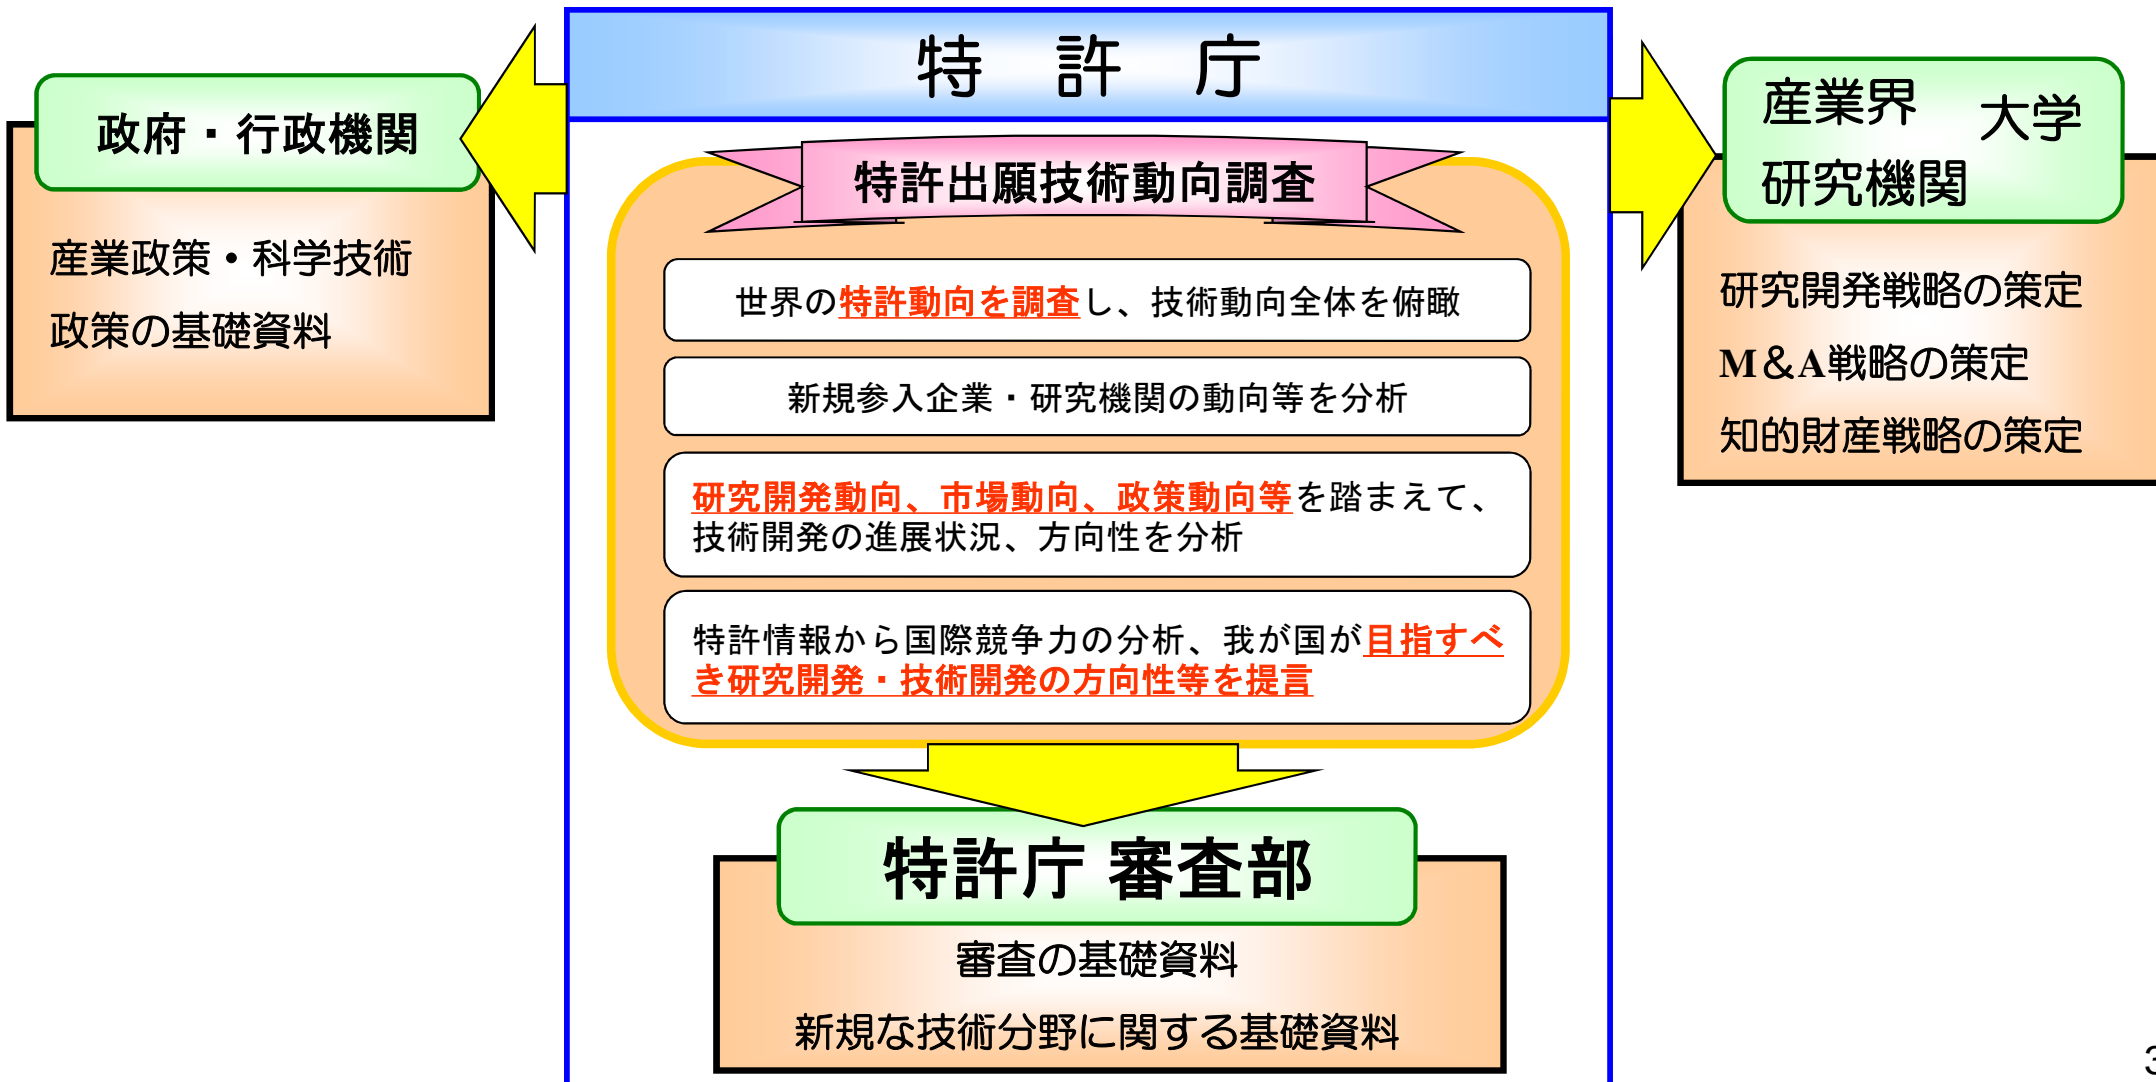 特 許 庁
政府・行政機関
産業政策・科学技術
政策の基礎資料
特許出願技術動向調査
世界の特許動向を調査し、技術動向全体を俯瞰
新規参入企業・研究機関の動向等を分析
研究開発動向、市場動向、政策動向等を踏まえて、
技術開発の進展状況、方向性を分析
特許情報から国際競争力の分析、我が国が目指すべ
き研究開発・技術開発の方向性等を提言
産業界 大学
研究機関
研究開発戦略の策定
M&A戦略の策定
知的財産戦略の策定
特許庁 審査部
審査の基礎資料
新規な技術分野に関する基礎資料
3